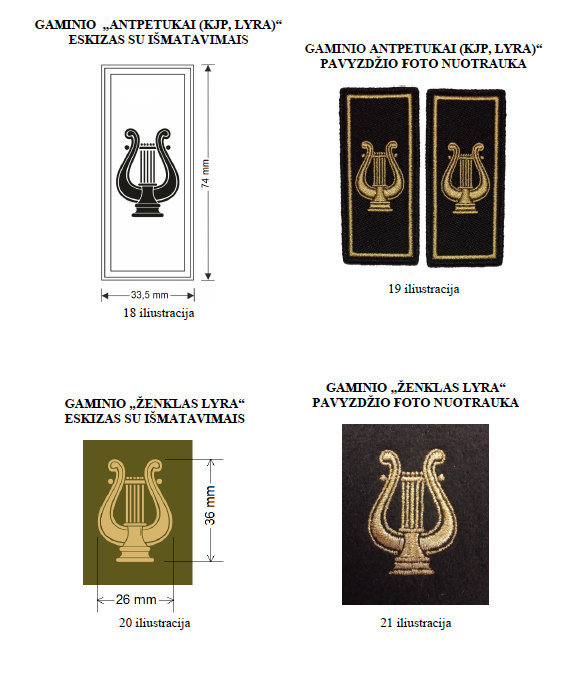 GAMINIO „ANTPETUKAI (KJP, LYRA)“
ESKIZAS SU IŠMATAVIMAIS
74 mm
33,5 mm
18 iliustracija
GAMINIO ANTPETUKAI (KJP, LYRA)“
PAVYZDŽIO FOTO NUOTRAUKA
19 iliustracija
GAMINIO „ŽENKLAS LYRA“
ESKIZAS SU IŠMATAVIMAIS
36 mm
26 mm
20 iliustracija
GAMINIO „ŽENKLAS LYRA“
PAVYZDŽIO FOTO NUOTRAUKA
21 iliustracija